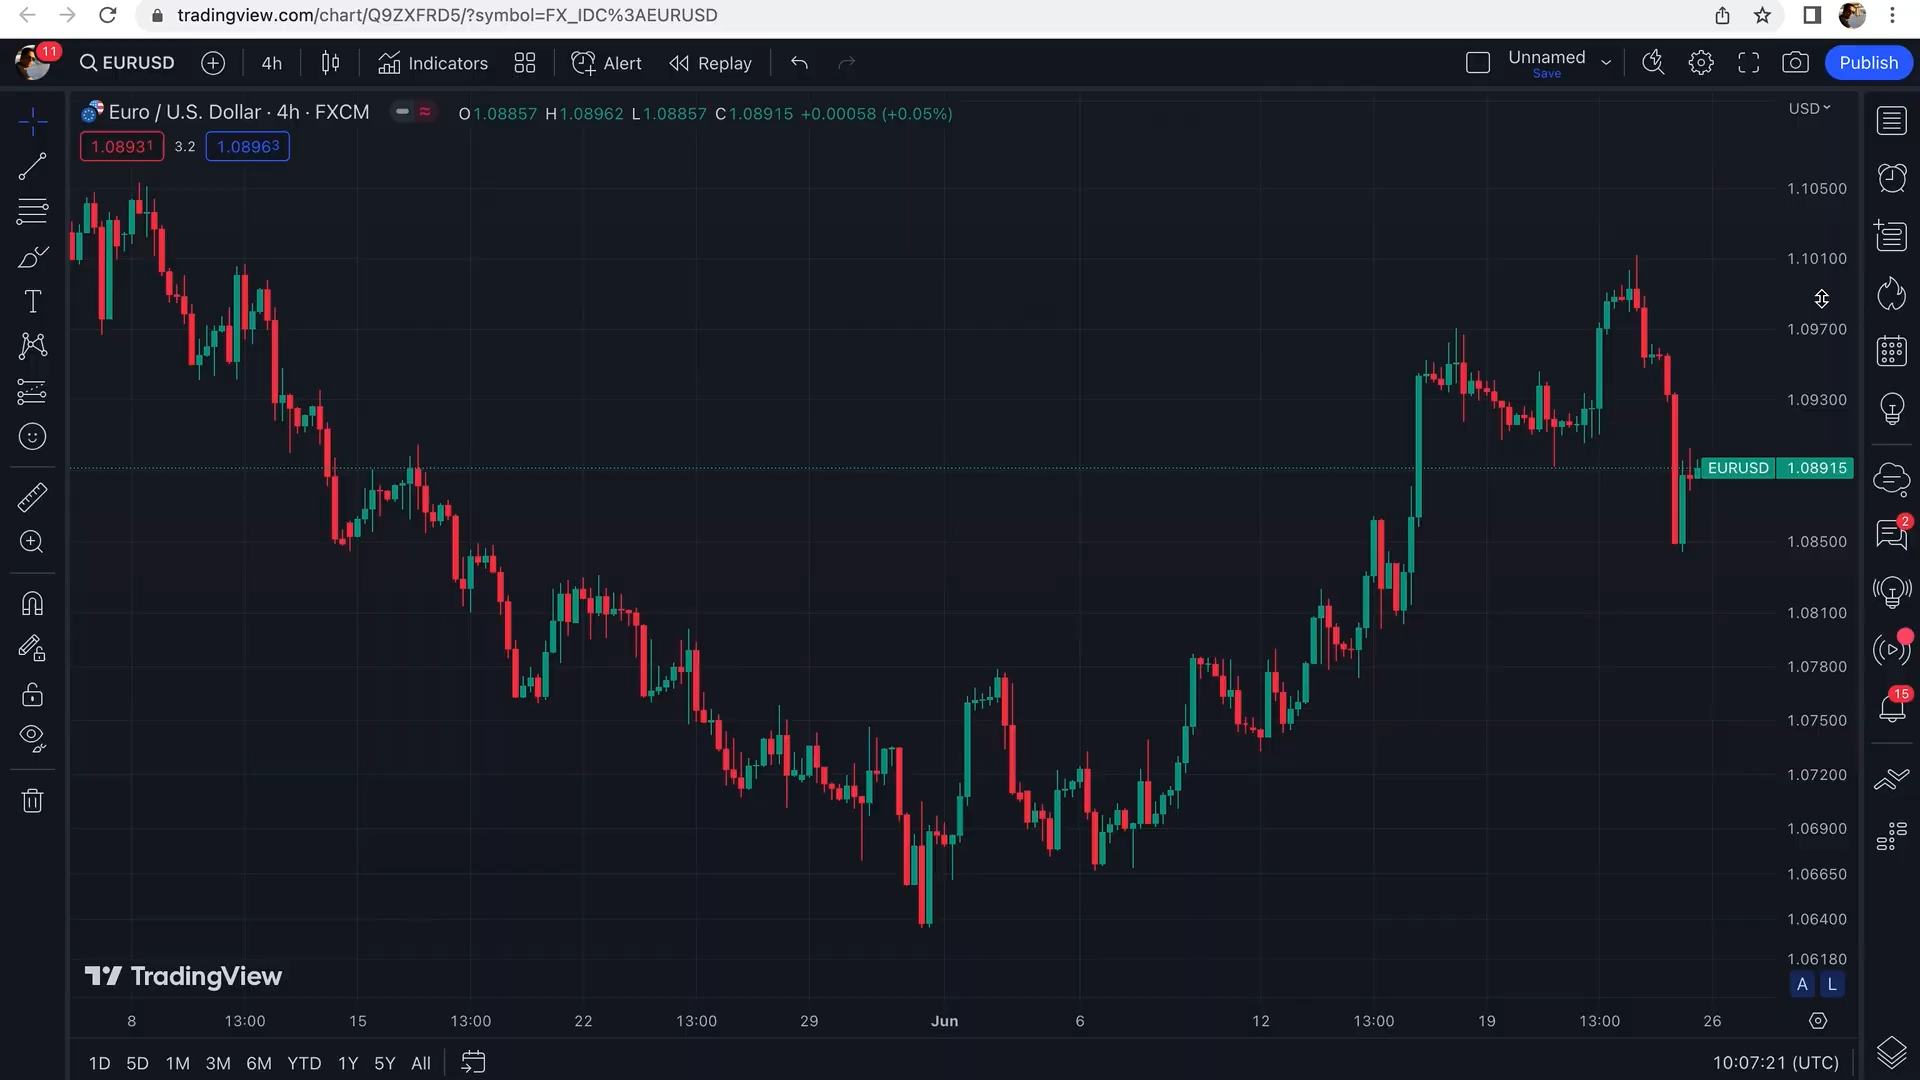 tradingview.com/chart/Q9ZXFRD5/?symbol=FX_IDC%3AEURUSD
11
EURUSD
4h
Indicators
Alert
Replay
Unnamed
Save
Publish
Euro / U.S. Dollar · 4h · FXCM
O1.08857 H1.08962 L1.08857 C1.08915 +0.00058 (+0.05%)
USD
1.08931
3.2
1.08963
1.10500
1.10100
1.09700
1.09300
EURUSD 1.08915
1.08500
1.08100
1.07800
1.07500
1.07200
1.06900
1.06650
1.06400
1.06180
2
15
TradingView
A L
8 13:00 15 13:00 22 13:00 29 Jun 6 12 13:00 19 13:00 26
1D 5D 1M 3M 6M YTD 1Y 5Y All
10:07:21 (UTC)